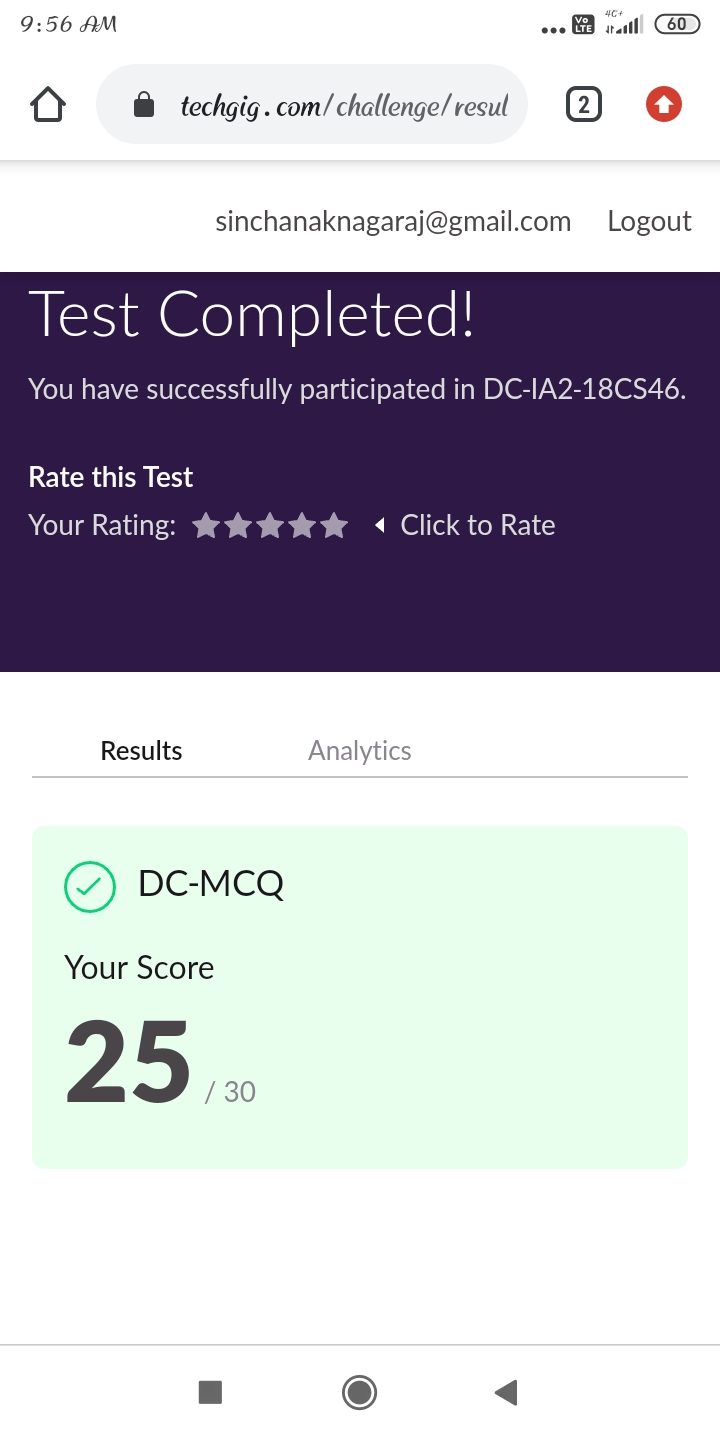 9:56 AM
Vo LTE 4G+ 60
techgig.com/challenge/resul
2
sinchanaknagaraj@gmail.com Logout
Test Completed!
You have successfully participated in DC-IA2-18CS46.
Rate this Test
Your Rating: Click to Rate
Results Analytics
DC-MCQ
Your Score
25 / 30